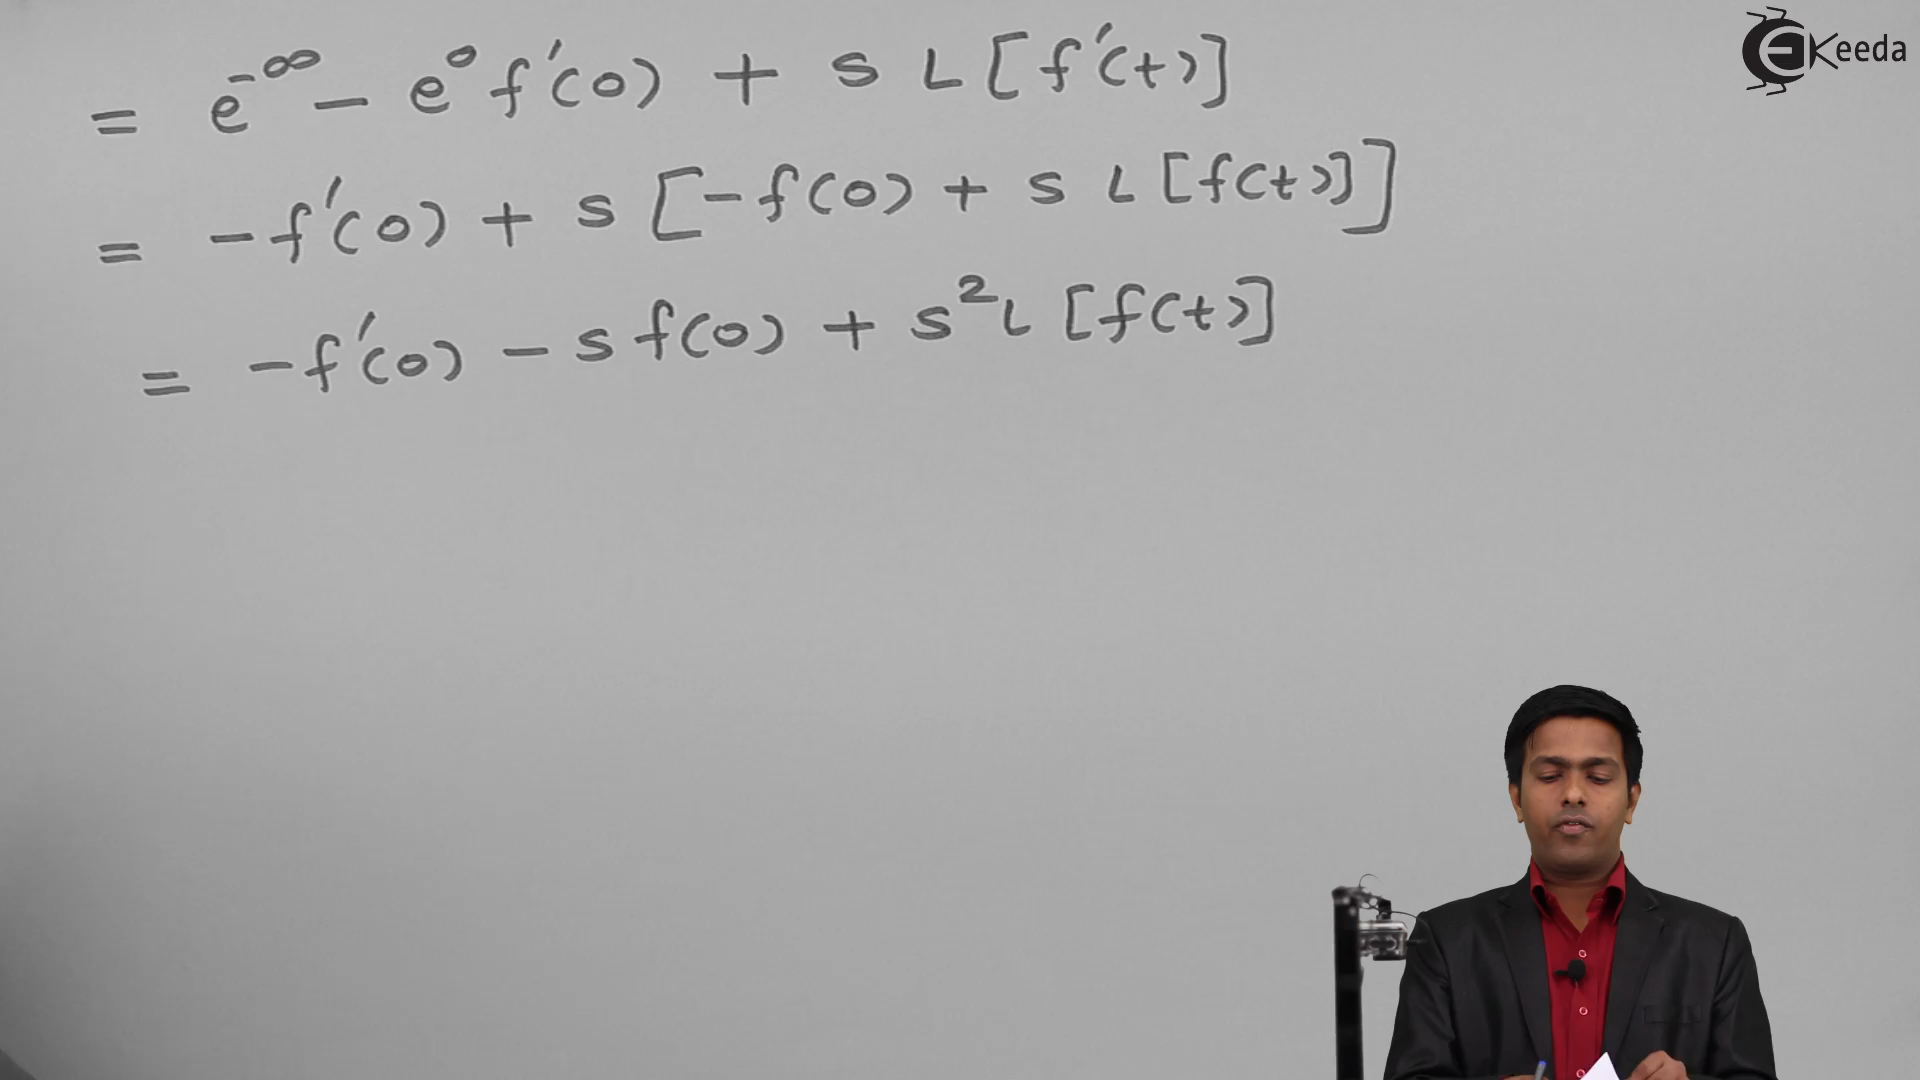 = e^{-∞} - e^0 f'(0) + s L [f'(t)]
= -f'(0) + s [-f(0) + s L [f(t)]]
= -f'(0) - s f(0) + s^2 L [f(t)]
EKeeda